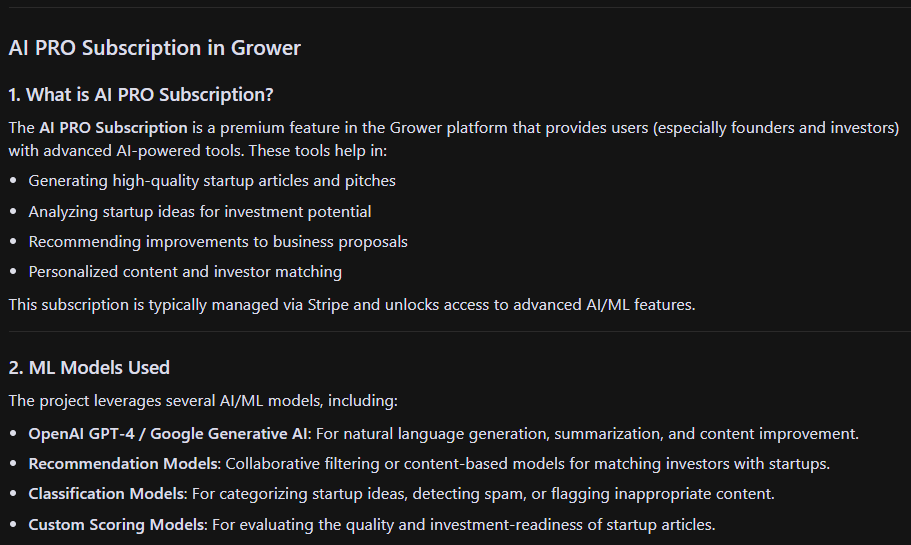 AI PRO Subscription in Grower
1. What is AI PRO Subscription?
The AI PRO Subscription is a premium feature in the Grower platform that provides users (especially founders and investors)
with advanced AI-powered tools. These tools help in:
• Generating high-quality startup articles and pitches
• Analyzing startup ideas for investment potential
• Recommending improvements to business proposals
• Personalized content and investor matching
This subscription is typically managed via Stripe and unlocks access to advanced AI/ML features.
2. ML Models Used
The project leverages several AI/ML models, including:
• OpenAI GPT-4 / Google Generative AI: For natural language generation, summarization, and content improvement.
• Recommendation Models: Collaborative filtering or content-based models for matching investors with startups.
• Classification Models: For categorizing startup ideas, detecting spam, or flagging inappropriate content.
• Custom Scoring Models: For evaluating the quality and investment-readiness of startup articles.